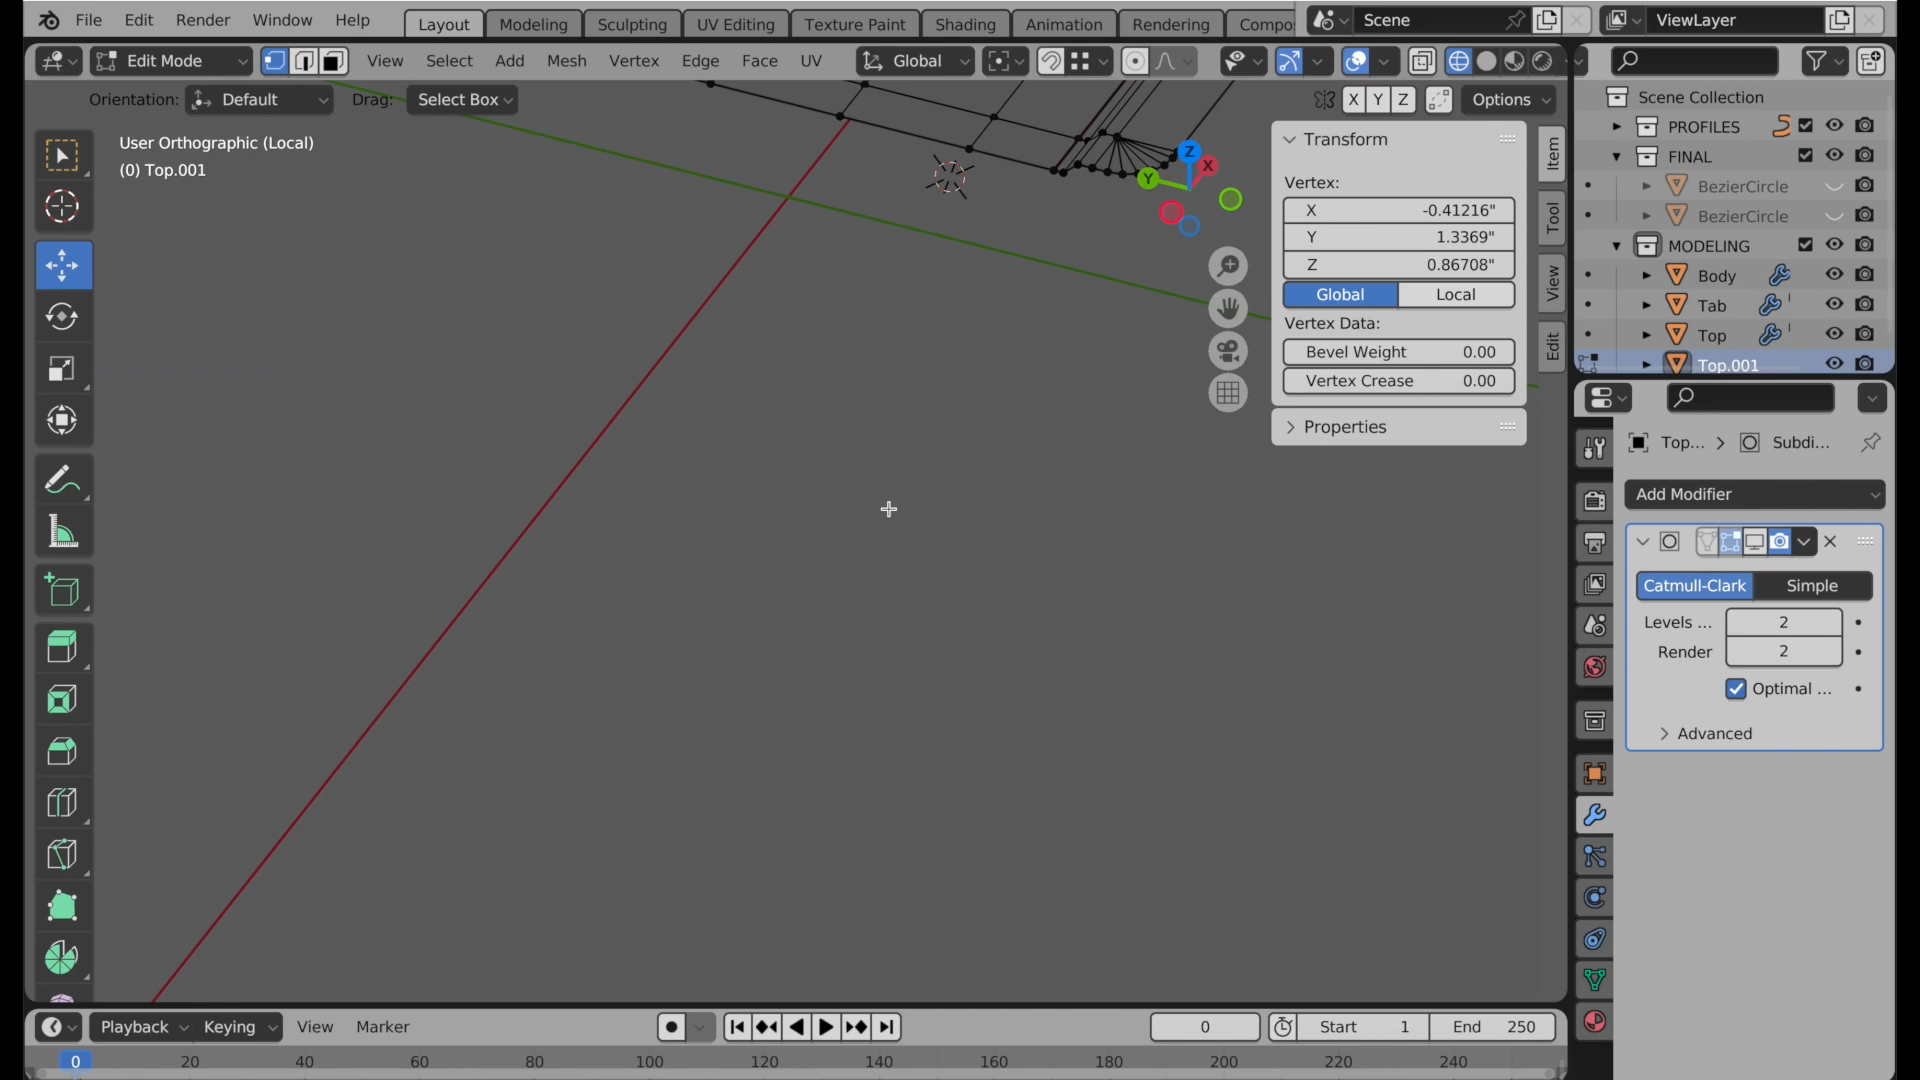 File Edit Render Window Help Layout Modeling Sculpting UV Editing Texture Paint Shading Animation Rendering Compo Scene ViewLayer
Edit Mode View Select Add Mesh Vertex Edge Face UV Global
Orientation: Default Drag: Select Box X Y Z Options
User Orthographic (Local)
(0) Top.001
Z
X
Y
Transform
Vertex:
X -0.41216"
Y 1.3369"
Z 0.86708"
Global Local
Vertex Data:
Bevel Weight 0.00
Vertex Crease 0.00
Properties
Item
Tool
View
Edit
Scene Collection
PROFILES
FINAL
BezierCircle
BezierCircle
MODELING
Body
Tab
Top
Top.001
Top... Subdi...
Add Modifier
Catmull-Clark Simple
Levels ... 2
Render 2
Optimal ...
Advanced
Playback Keying View Marker 0 Start 1 End 250
0 20 40 60 80 100 120 140 160 180 200 220 240